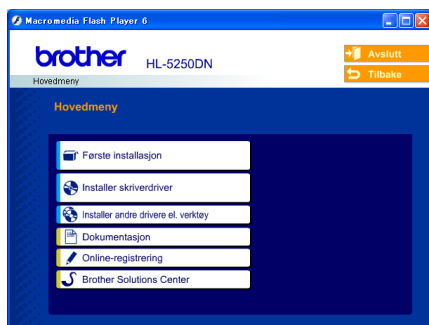 Macromedia Flash Player 6
brother HL-5250DN
Avslutt
Tilbake
Hovedmeny
Hovedmeny
Første installasjon
Installer skriverdriver
Installer andre drivere el. verktøy
Dokumentasjon
Online-registrering
Brother Solutions Center